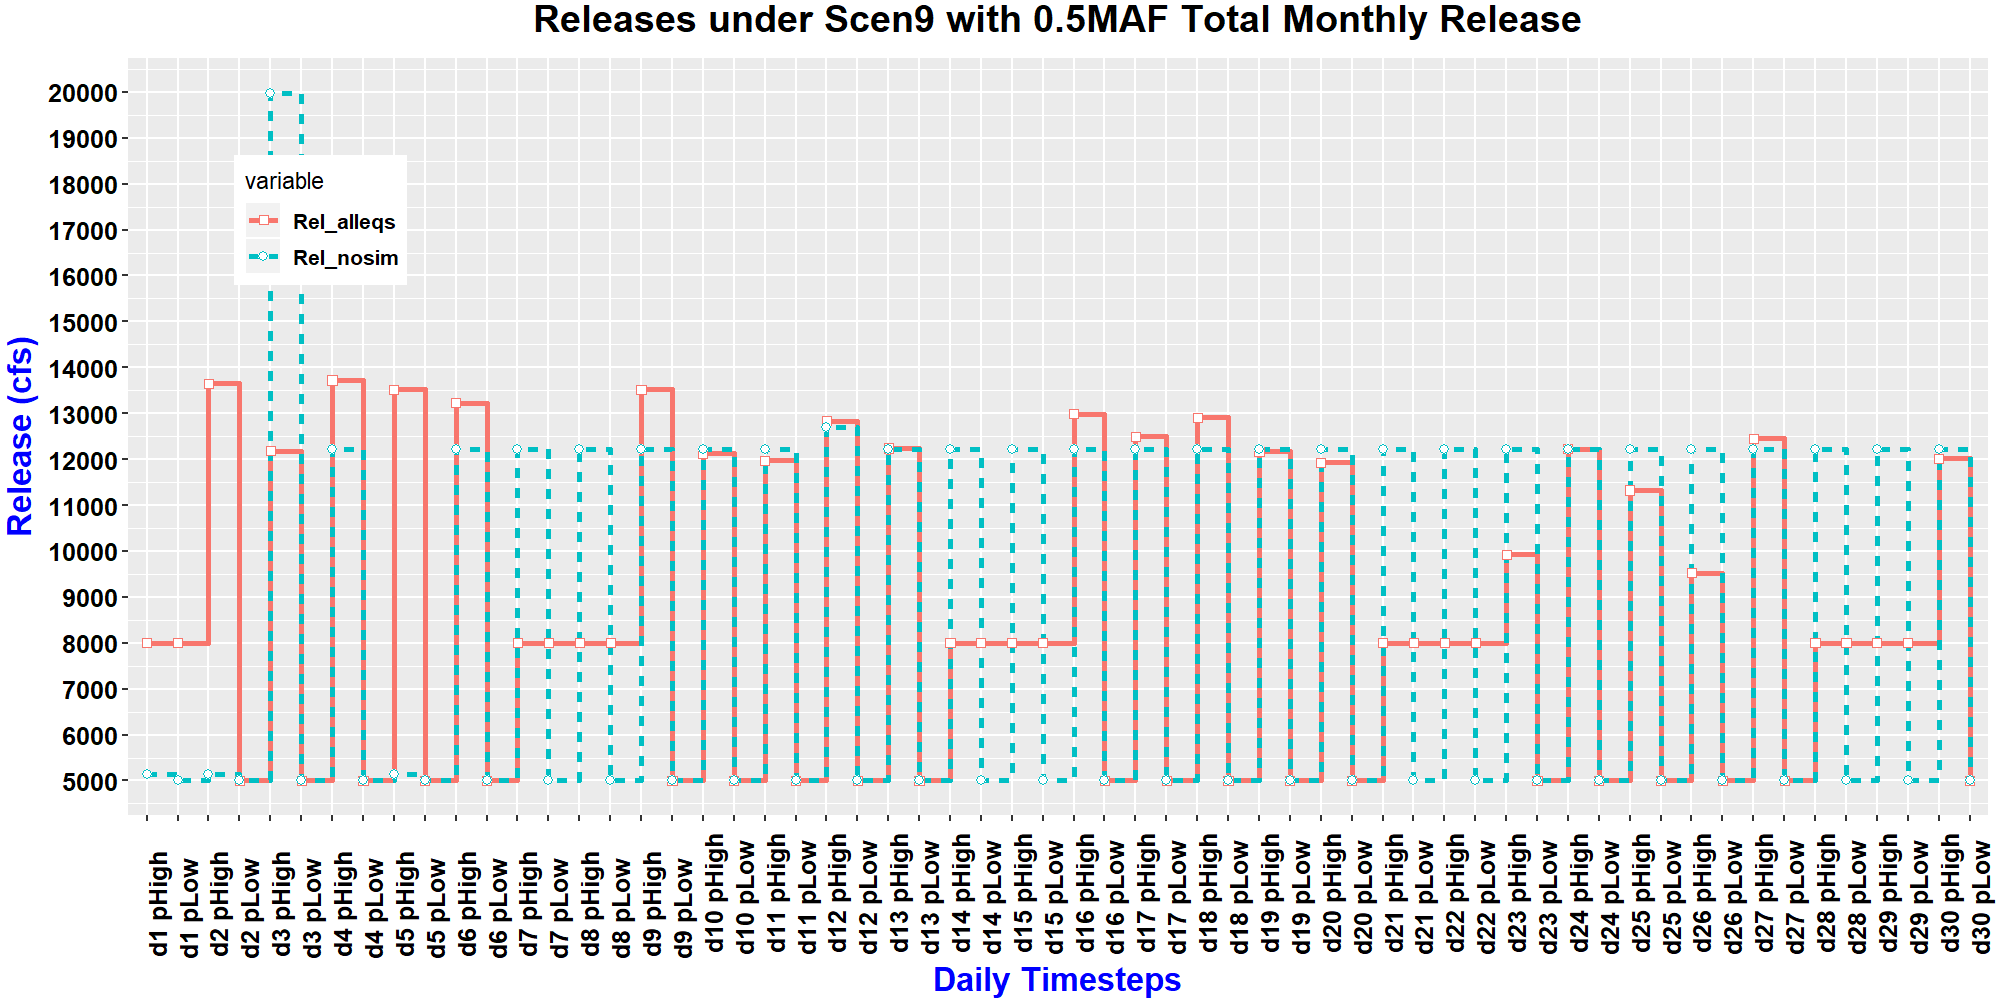 Releases under Scen9 with 0.5MAF Total Monthly Release
20000
19000
18000
17000
16000
15000
14000
13000
12000
11000
10000
9000
8000
7000
6000
5000
Release (cfs)
variable
Rel_alleqs
Rel_nosim
d1 pHigh
d1 pLow
d2 pHigh
d2 pLow
d3 pHigh
d3 pLow
d4 pHigh
d4 pLow
d5 pHigh
d5 pLow
d6 pHigh
d6 pLow
d7 pHigh
d7 pLow
d8 pHigh
d8 pLow
d9 pHigh
d9 pLow
d10 pHigh
d10 pLow
d11 pHigh
d11 pLow
d12 pHigh
d12 pLow
d13 pHigh
d13 pLow
d14 pHigh
d14 pLow
d15 pHigh
d15 pLow
d16 pHigh
d16 pLow
d17 pHigh
d17 pLow
d18 pHigh
d18 pLow
d19 pHigh
d19 pLow
d20 pHigh
d20 pLow
d21 pHigh
d21 pLow
d22 pHigh
d22 pLow
d23 pHigh
d23 pLow
d24 pHigh
d24 pLow
d25 pHigh
d25 pLow
d26 pHigh
d26 pLow
d27 pHigh
d27 pLow
d28 pHigh
d28 pLow
d29 pHigh
d29 pLow
d30 pHigh
d30 pLow
Daily Timesteps